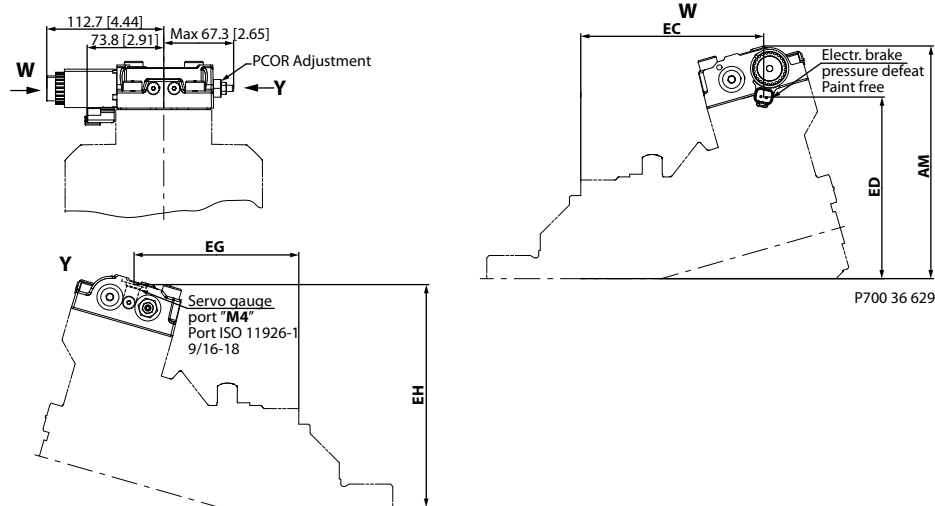 112.7 [4.44]
73.8 [2.91]
Max 67.3 [2.65]
PCOR Adjustment
W
Y
W
EC
Electr. brake
pressure defeat
Paint free
ED
AM
P700 36 629
Y
EG
Servo gauge
port "M4"
Port ISO 11926-1
9/16-18
EH